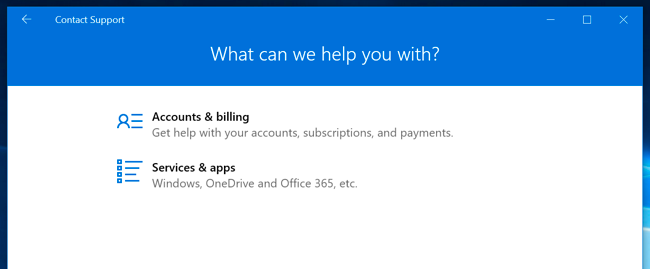 Contact Support
What can we help you with?
Accounts & billing
Get help with your accounts, subscriptions, and payments.
Services & apps
Windows, OneDrive and Office 365, etc.